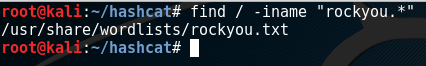 root@kali:~/hashcat# find / -iname "rockyou.*"
/usr/share/wordlists/rockyou.txt
root@kali:~/hashcat#